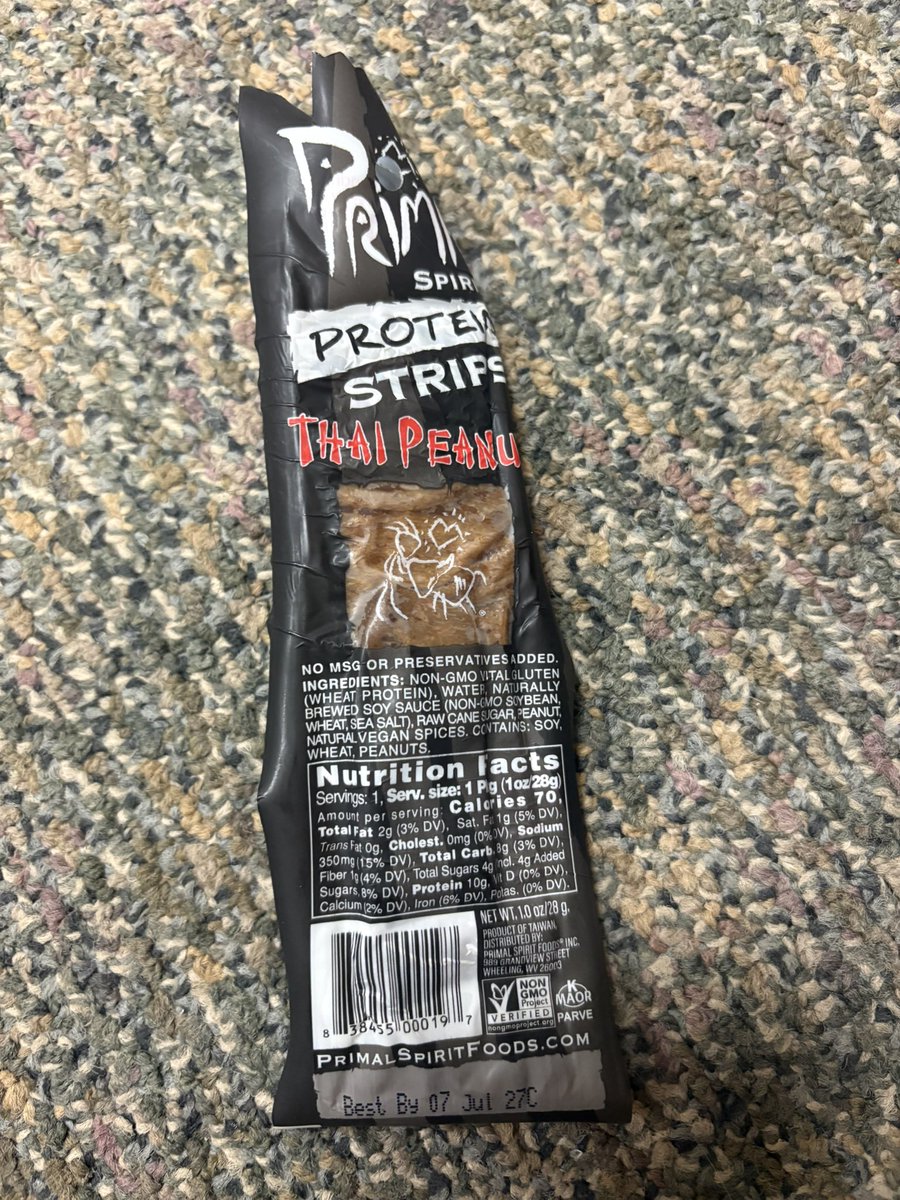 PRIM
SPIR
PROTEIN
STRIPS
THAI PEANU
NO MSG OR PRESERVATIVES ADDED.
INGREDIENTS: NON-GMO VITAL GLUTEN
(WHEAT PROTEIN), WATER, NATURALLY
BREWED SOY SAUCE (NON-GMO SOYBEAN,
WHEAT, SEA SALT), RAW CANE SUGAR, PEANUT,
NATURAL VEGAN SPICES. CONTAINS: SOY,
WHEAT, PEANUTS.
Nutrition Facts
Servings: 1, Serv. size: 1 Pkg (1oz/28g)
Amount per serving: Calories 70,
Total Fat 2g (3% DV), Sat. Fat 1g (5% DV),
Trans Fat 0g, Cholest. 0mg (0% DV), Sodium
350mg (15% DV), Total Carb. 8g (3% DV),
Fiber 1g (4% DV), Total Sugars 4g Incl. 4g Added
Sugars, 8% DV), Protein 10g, Vit D (0% DV),
Calcium (2% DV), Iron (6% DV), Potas. (0% DV).
NET WT. 1.0 oz/28 g.
PRODUCT OF TAIWAN
DISTRIBUTED BY:
PRIMAL SPIRIT FOODS® INC.
989 GRANDVIEW STREET
WHEELING, WV 26003
8 38455 00019 7
NON
GMO
Project
VERIFIED
nongmoproject.org
K
MAOR
PARVE
PRIMALSPIRITFOODS.COM
Best By 07 Jul 27C